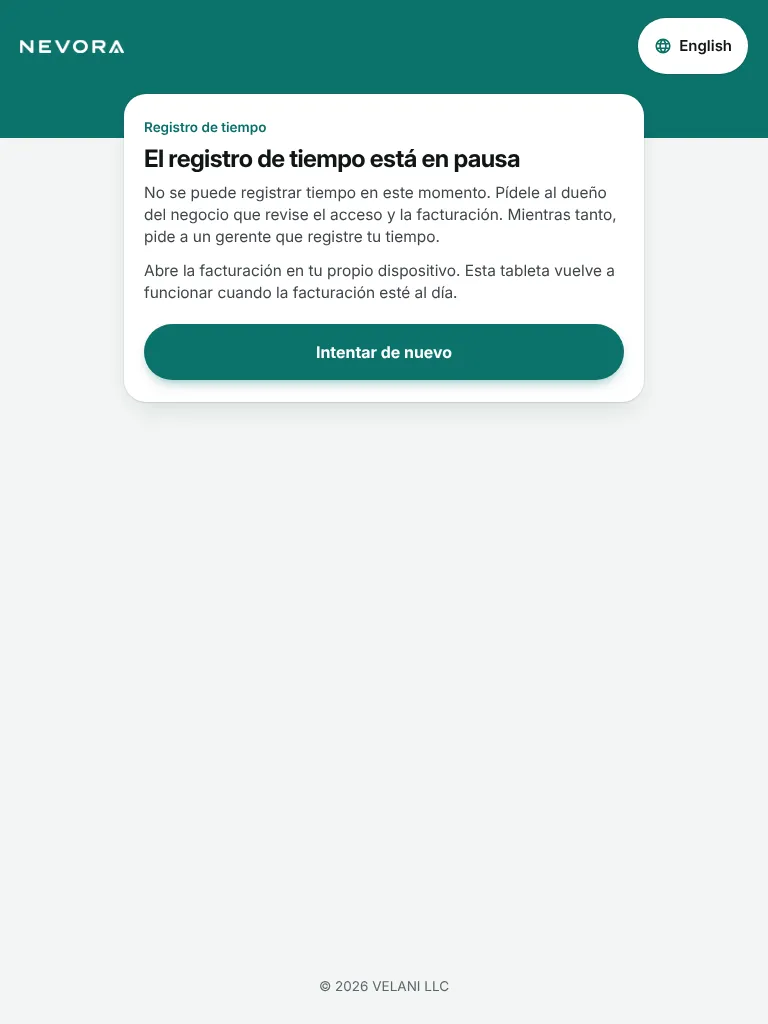 NEVORA
English
Registro de tiempo
El registro de tiempo está en pausa
No se puede registrar tiempo en este momento. Pídele al dueño
del negocio que revise el acceso y la facturación. Mientras tanto,
pide a un gerente que registre tu tiempo.
Abre la facturación en tu propio dispositivo. Esta tableta vuelve a
funcionar cuando la facturación esté al día.
Intentar de nuevo
© 2026 VELANI LLC